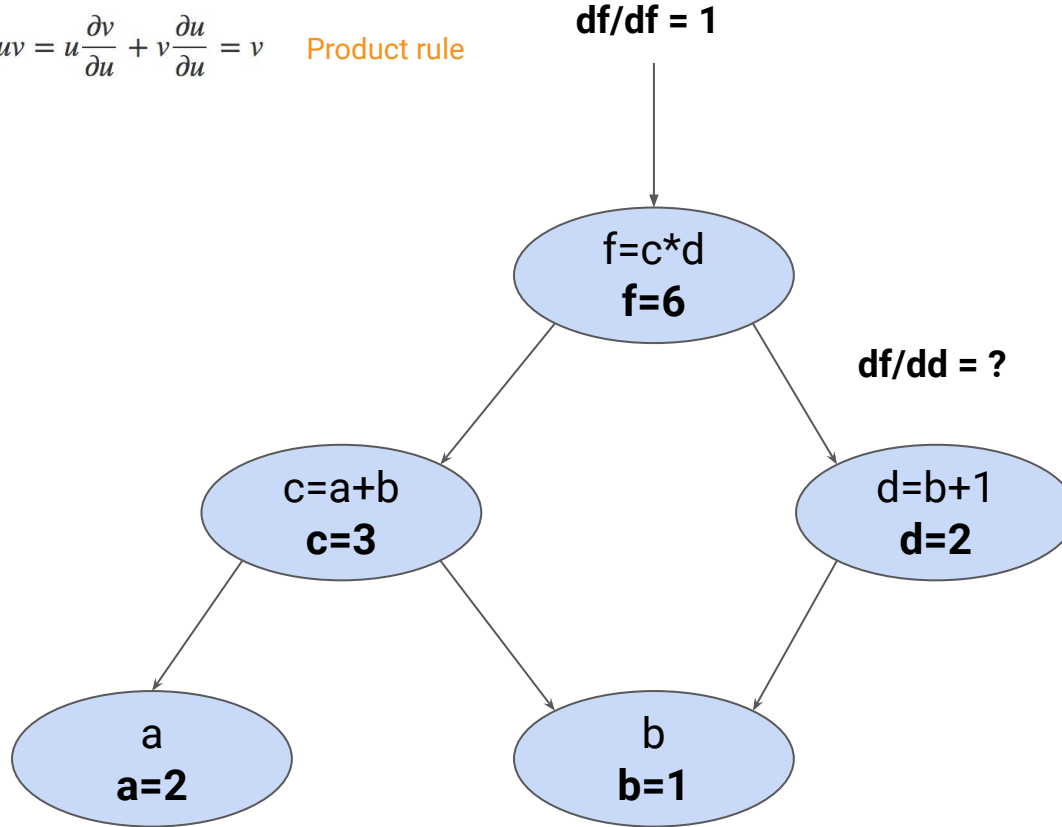 uv = u ∂v/∂u + v ∂u/∂u = v
Product rule
df/df = 1
f=c*d
f=6
df/dd = ?
c=a+b
c=3
d=b+1
d=2
a
a=2
b
b=1